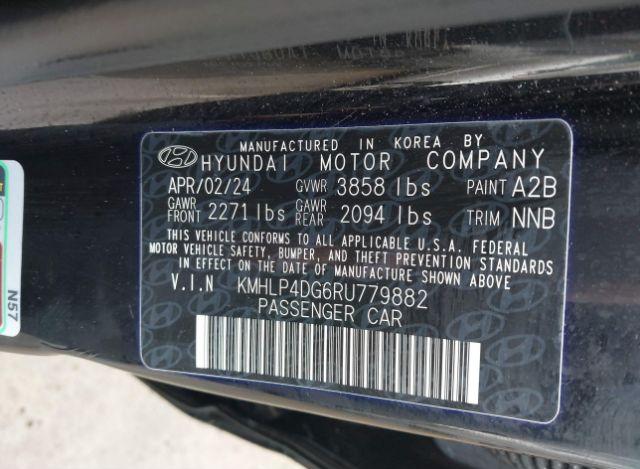 MANUFACTURED IN KOREA BY
HYUNDAI MOTOR COMPANY
APR/02/24 GVWR 3858 lbs PAINT A2B
GAWR FRONT 2271 lbs GAWR REAR 2094 lbs TRIM NNB
THIS VEHICLE CONFORMS TO ALL APPLICABLE U.S.A. FEDERAL
MOTOR VEHICLE SAFETY, BUMPER, AND THEFT PREVENTION STANDARDS
IN EFFECT ON THE DATE OF MANUFACTURE SHOWN ABOVE
V.I.N KMHLP4DG6RU779882
PASSENGER CAR
N57